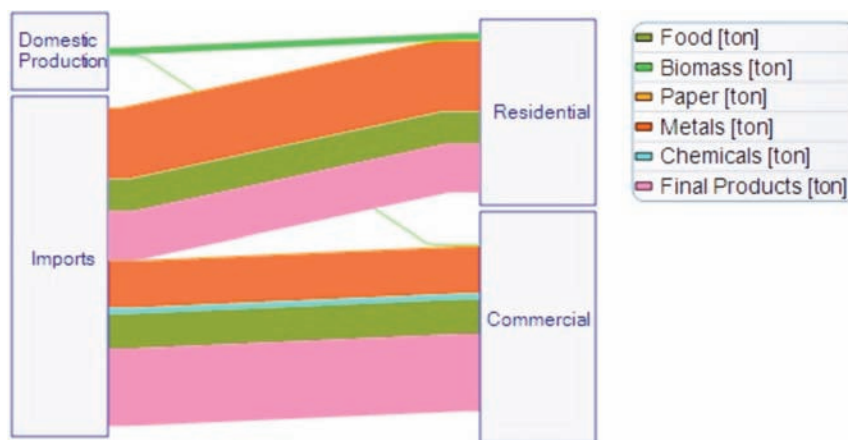 Domestic
Production
Imports
Residential
Commercial
Food [ton]
Biomass [ton]
Paper [ton]
Metals [ton]
Chemicals [ton]
Final Products [ton]